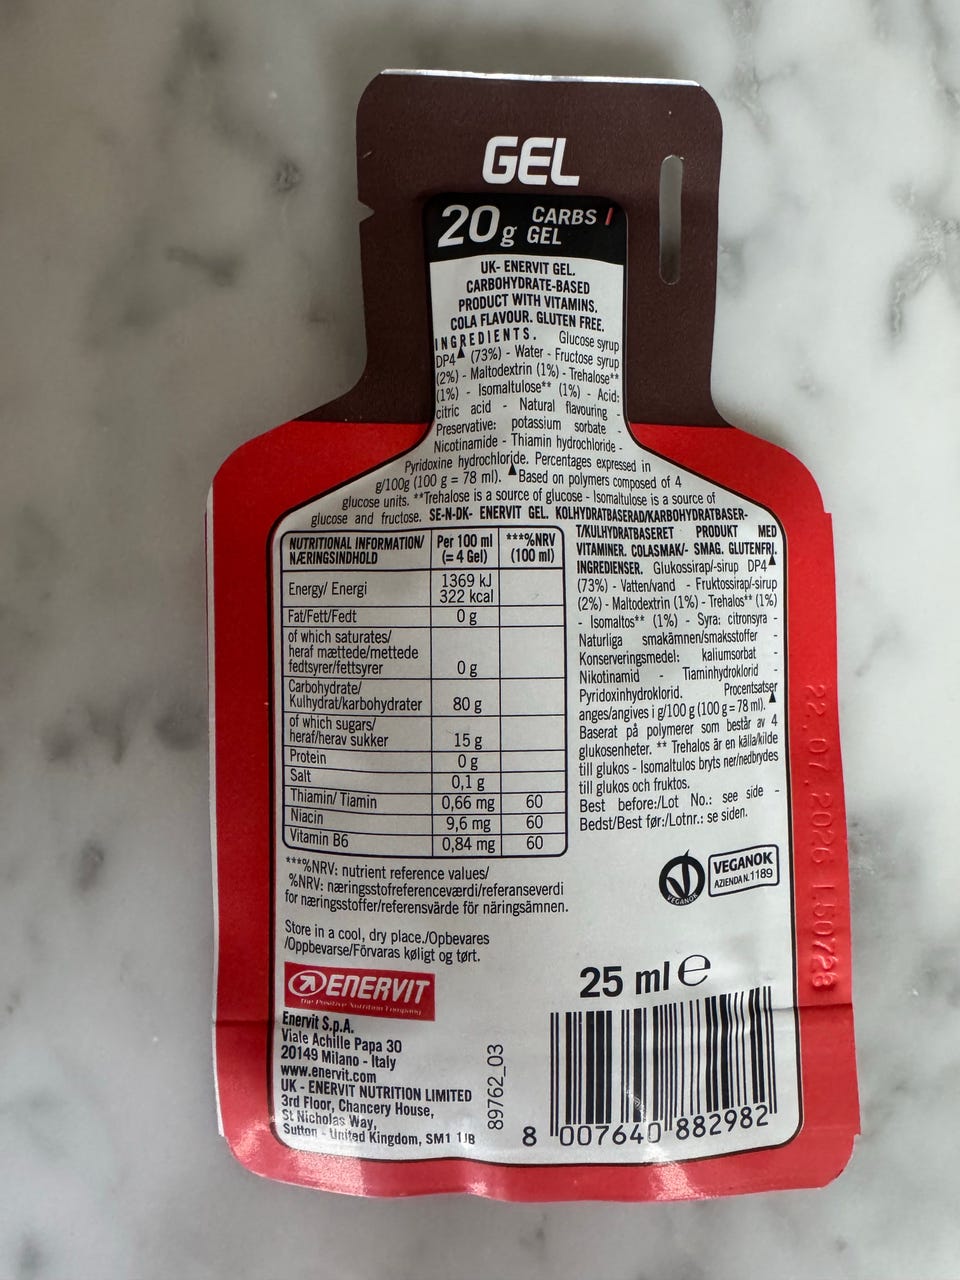 GEL
20g CARBS / GEL
UK- ENERVIT GEL.
CARBOHYDRATE-BASED
PRODUCT WITH VITAMINS.
COLA FLAVOUR. GLUTEN FREE.
INGREDIENTS. Glucose syrup
DP4▲ (73%) - Water - Fructose syrup
(2%) - Maltodextrin (1%) - Trehalose**
(1%) - Isomaltulose** (1%) - Acid:
citric acid - Natural flavouring -
Preservative: potassium sorbate -
Nicotinamide - Thiamin hydrochloride -
Pyridoxine hydrochloride. Percentages expressed in
g/100g (100 g = 78 ml). ▲Based on polymers composed of 4
glucose units. **Trehalose is a source of glucose - Isomaltulose is a source of
glucose and fructose. SE-N-DK- ENERVIT GEL. KOLHYDRATBASERAD/KARBOHYDRATBASER-
T/KULHYDRATBASERET PRODUKT MED
VITAMINER. COLASMAK/- SMAG. GLUTENFRI.
INGREDIENSER. Glukossirap/-sirup DP4▲
(73%) - Vatten/vand - Fruktossirap/-sirup
(2%) - Maltodextrin (1%) - Trehalos** (1%)
- Isomaltos** (1%) - Syra: citronsyra -
Naturliga smakämnen/smaksstoffer -
Konserveringsmedel: kaliumsorbat -
Nikotinamid - Tiaminhydroklorid -
Pyridoxinhydroklorid. Procentsatser
anges/angives i g/100 g (100 g = 78 ml). ▲
Baserat på polymerer som består av 4
glukosenheter. ** Trehalos är en källa/kilde
till glukos - Isomaltulos bryts ner/nedbrydes
till glukos och fruktos.
Best before:/Lot No.: see side -
Bedst/Best før:/Lotnr.: se siden.
NUTRITIONAL INFORMATION/ Per 100 ml ***%NRV
NÆRINGSINDHOLD (= 4 Gel) (100 ml)
Energy/ Energi 1369 kJ
322 kcal
Fat/Fett/Fedt 0 g
of which saturates/
heraf mættede/mettede
fedtsyrer/fettsyrer 0 g
Carbohydrate/
Kulhydrat/karbohydrater 80 g
of which sugars/
heraf/herav sukker 15 g
Protein 0 g
Salt 0,1 g
Thiamin/ Tiamin 0,66 mg 60
Niacin 9,6 mg 60
Vitamin B6 0,84 mg 60
***%NRV: nutrient reference values/
%NRV: næringsstofreferenceværdi/referanseverdi
for næringsstoffer/referensvärde för näringsämnen.
Store in a cool, dry place./Opbevares
/Oppbevarse/Förvaras køligt og tørt.
VEGANOK
VEGANOK
AZIENDA N. 1189
ENERVIT
The Positive Nutrition Company
Enervit S.p.A.
Viale Achille Papa 30
20149 Milano - Italy
www.enervit.com
UK - ENERVIT NUTRITION LIMITED
3rd Floor, Chancery House,
St Nicholas Way,
Sutton - United Kingdom, SM1 1JB
89762_03
25 ml e
8 007640 882982
22.07.2026 L50728